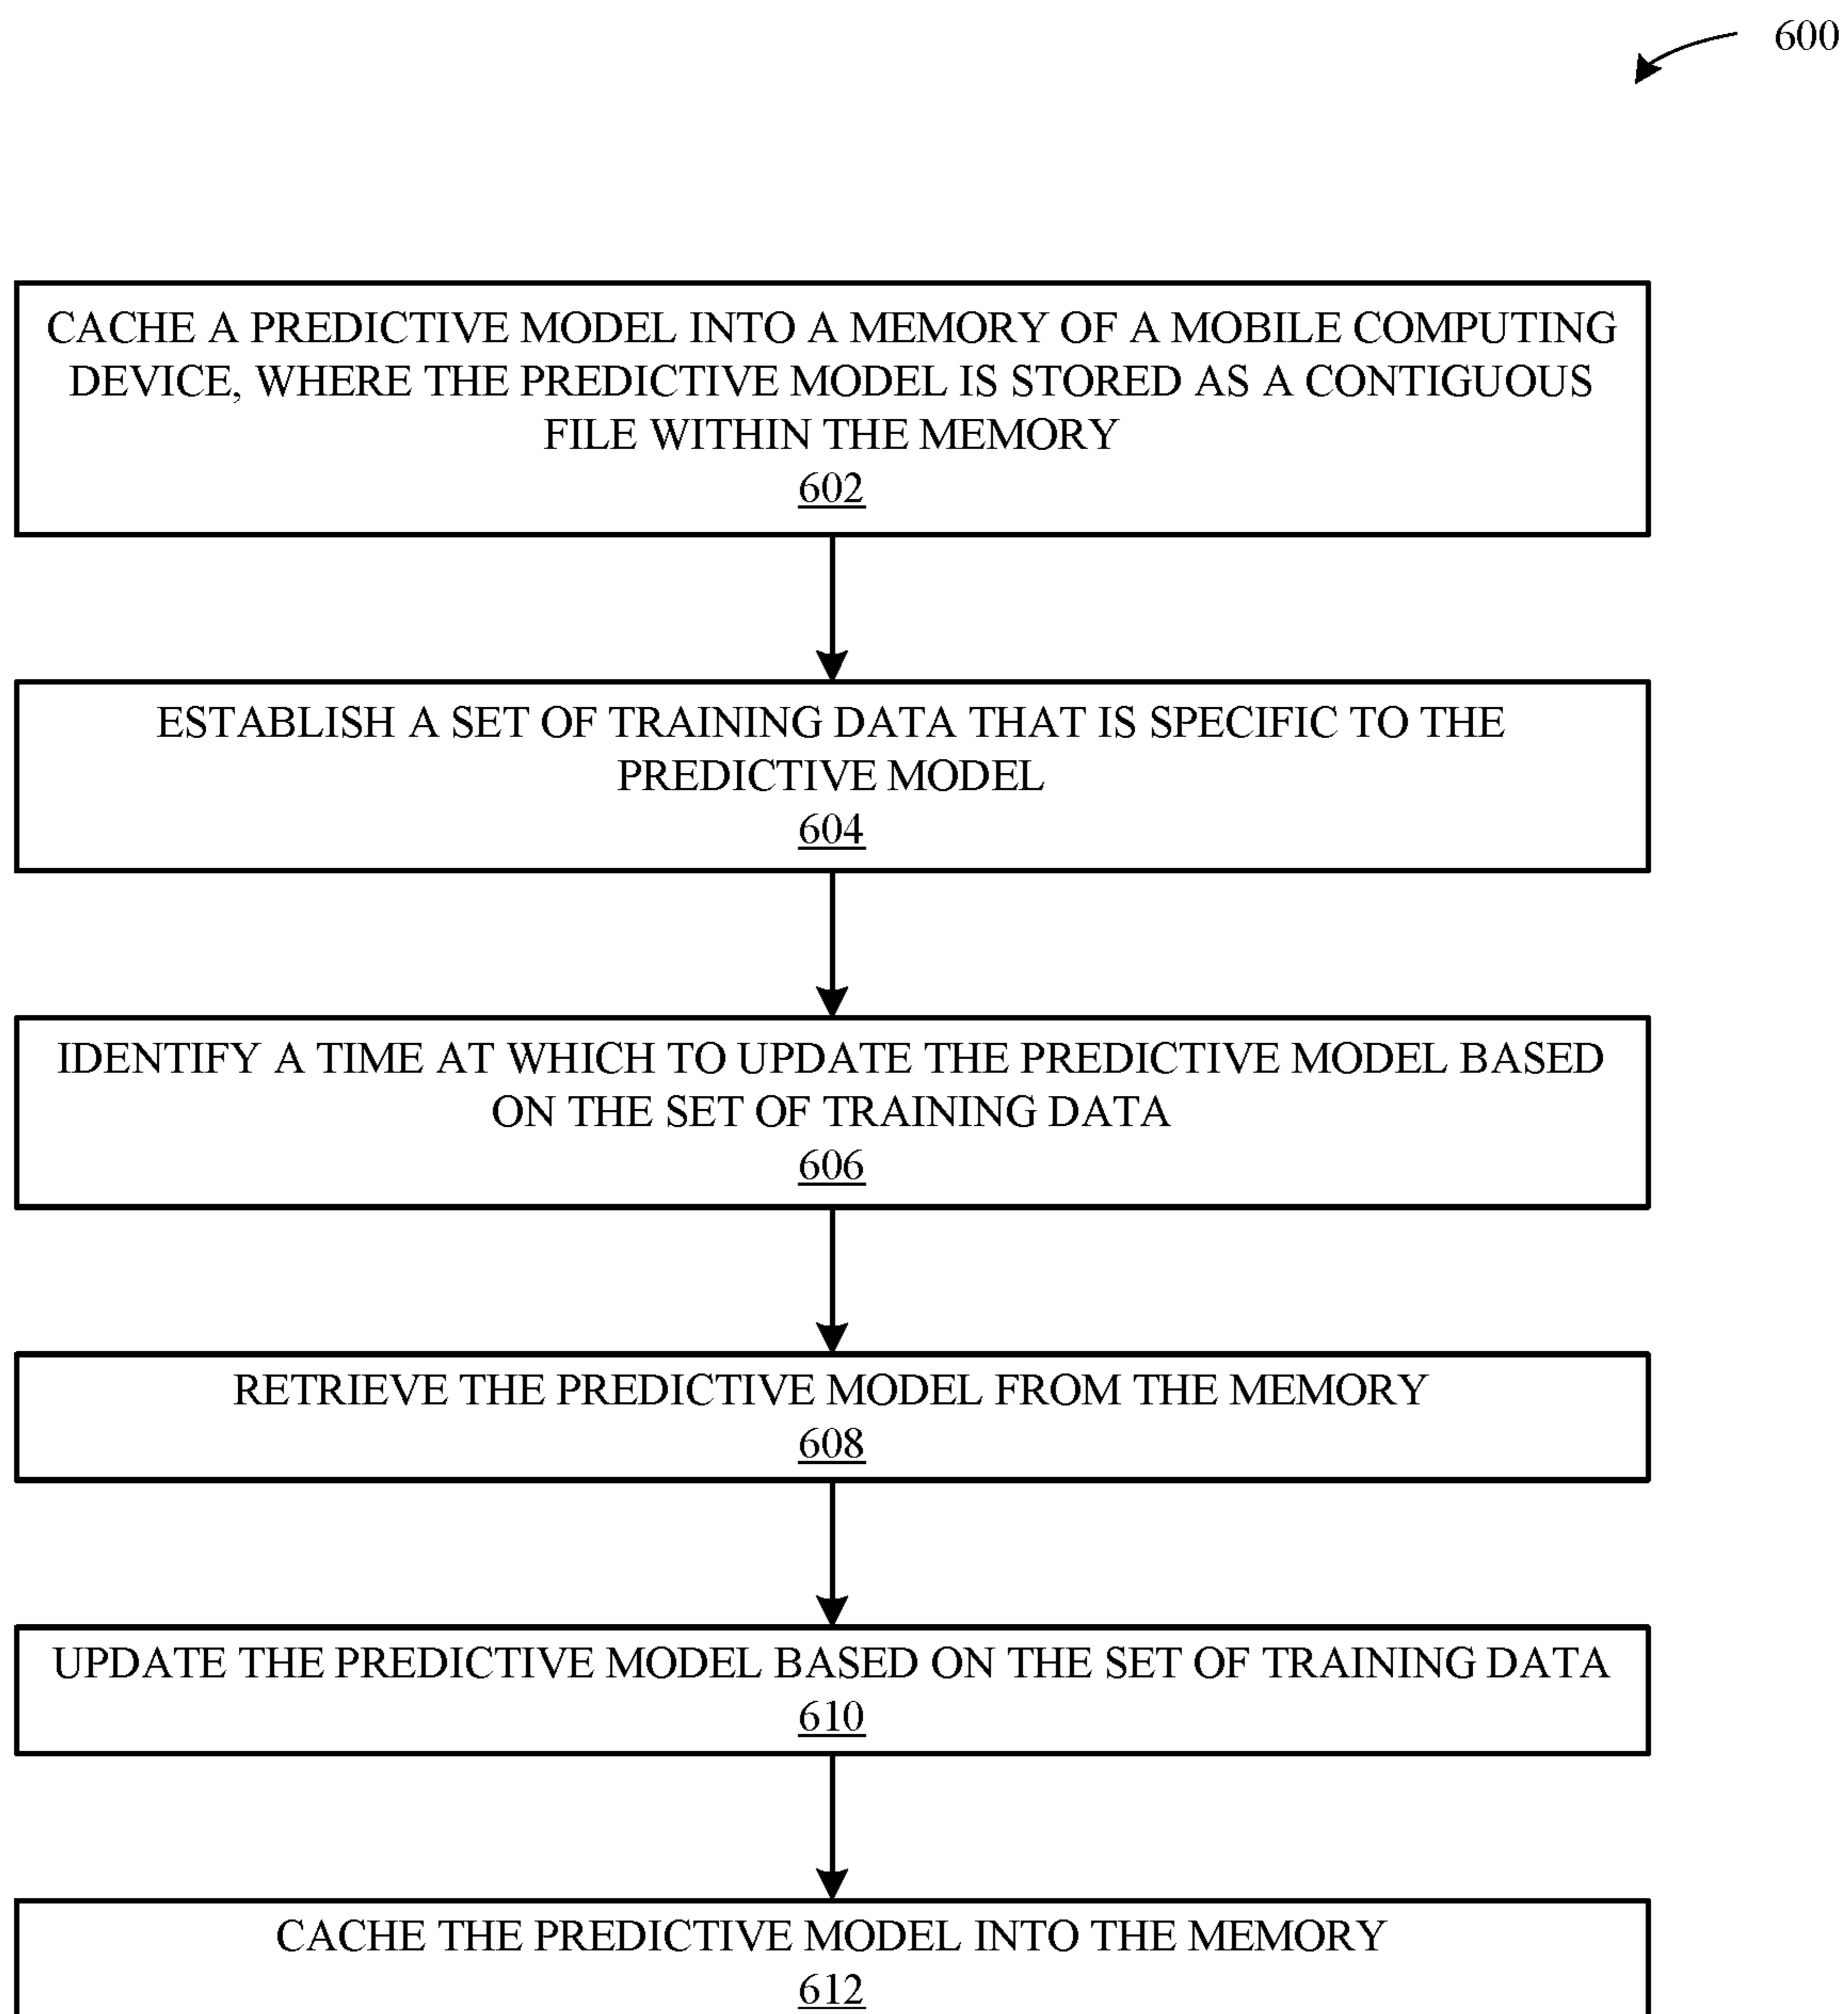 600
CACHE A PREDICTIVE MODEL INTO A MEMORY OF A MOBILE COMPUTING
DEVICE, WHERE THE PREDICTIVE MODEL IS STORED AS A CONTIGUOUS
FILE WITHIN THE MEMORY
602
ESTABLISH A SET OF TRAINING DATA THAT IS SPECIFIC TO THE
PREDICTIVE MODEL
604
IDENTIFY A TIME AT WHICH TO UPDATE THE PREDICTIVE MODEL BASED
ON THE SET OF TRAINING DATA
606
RETRIEVE THE PREDICTIVE MODEL FROM THE MEMORY
608
UPDATE THE PREDICTIVE MODEL BASED ON THE SET OF TRAINING DATA
610
CACHE THE PREDICTIVE MODEL INTO THE MEMORY
612